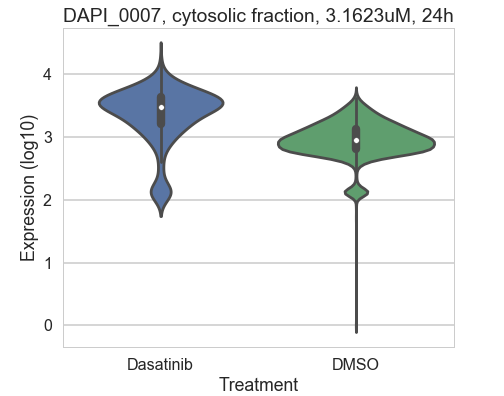 DAPI_0007, cytosolic fraction, 3.1623uM, 24h
Expression (log10)
4
3
2
1
0
Dasatinib
DMSO
Treatment